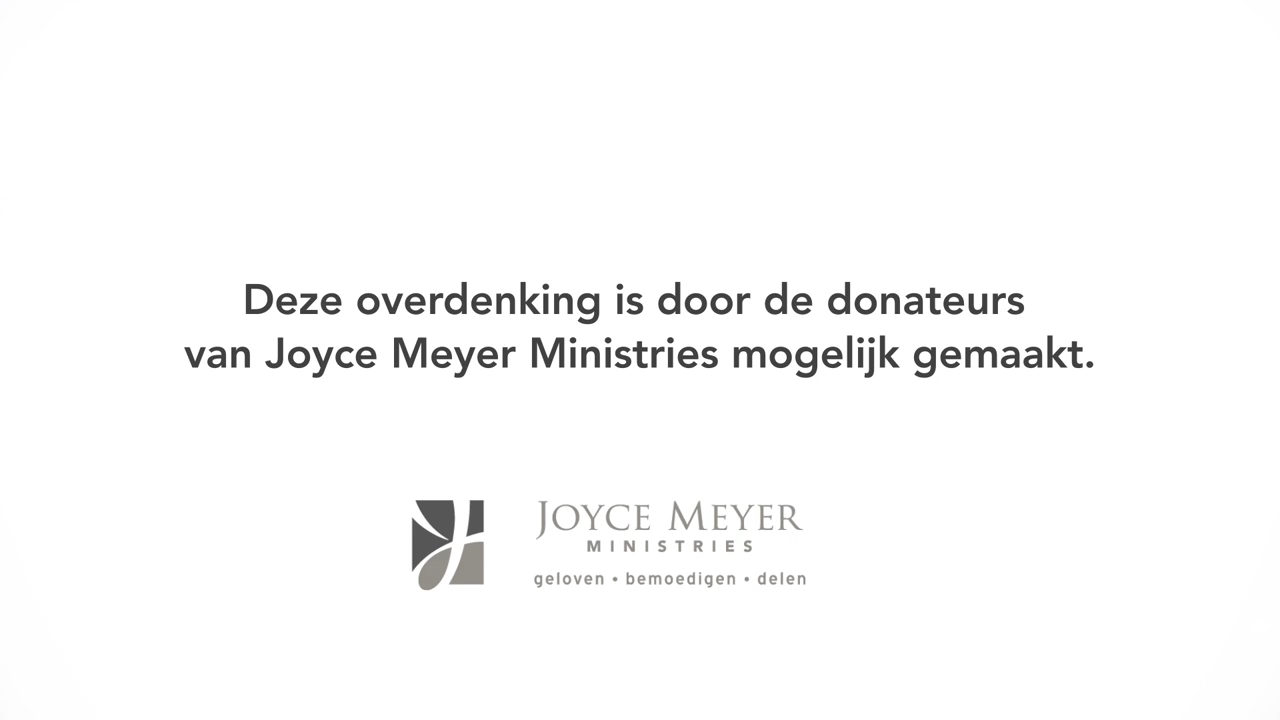 Deze overdenking is door de donateurs
van Joyce Meyer Ministries mogelijk gemaakt.
JOYCE MEYER
MINISTRIES
geloven • bemoedigen • delen